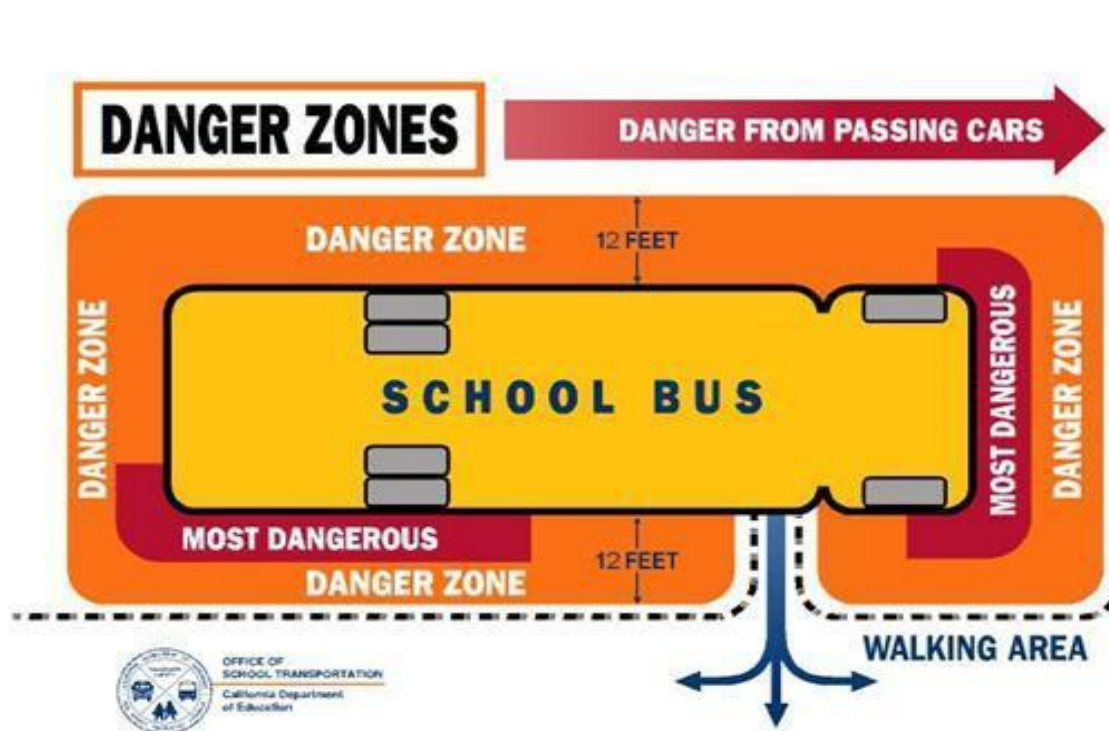 DANGER ZONES
DANGER FROM PASSING CARS
DANGER ZONE
12 FEET
DANGER ZONE
SCHOOL BUS
MOST DANGEROUS
DANGER ZONE
MOST DANGEROUS
12 FEET
DANGER ZONE
WALKING AREA
OFFICE OF
SCHOOL TRANSPORTATION
California Department
of Education